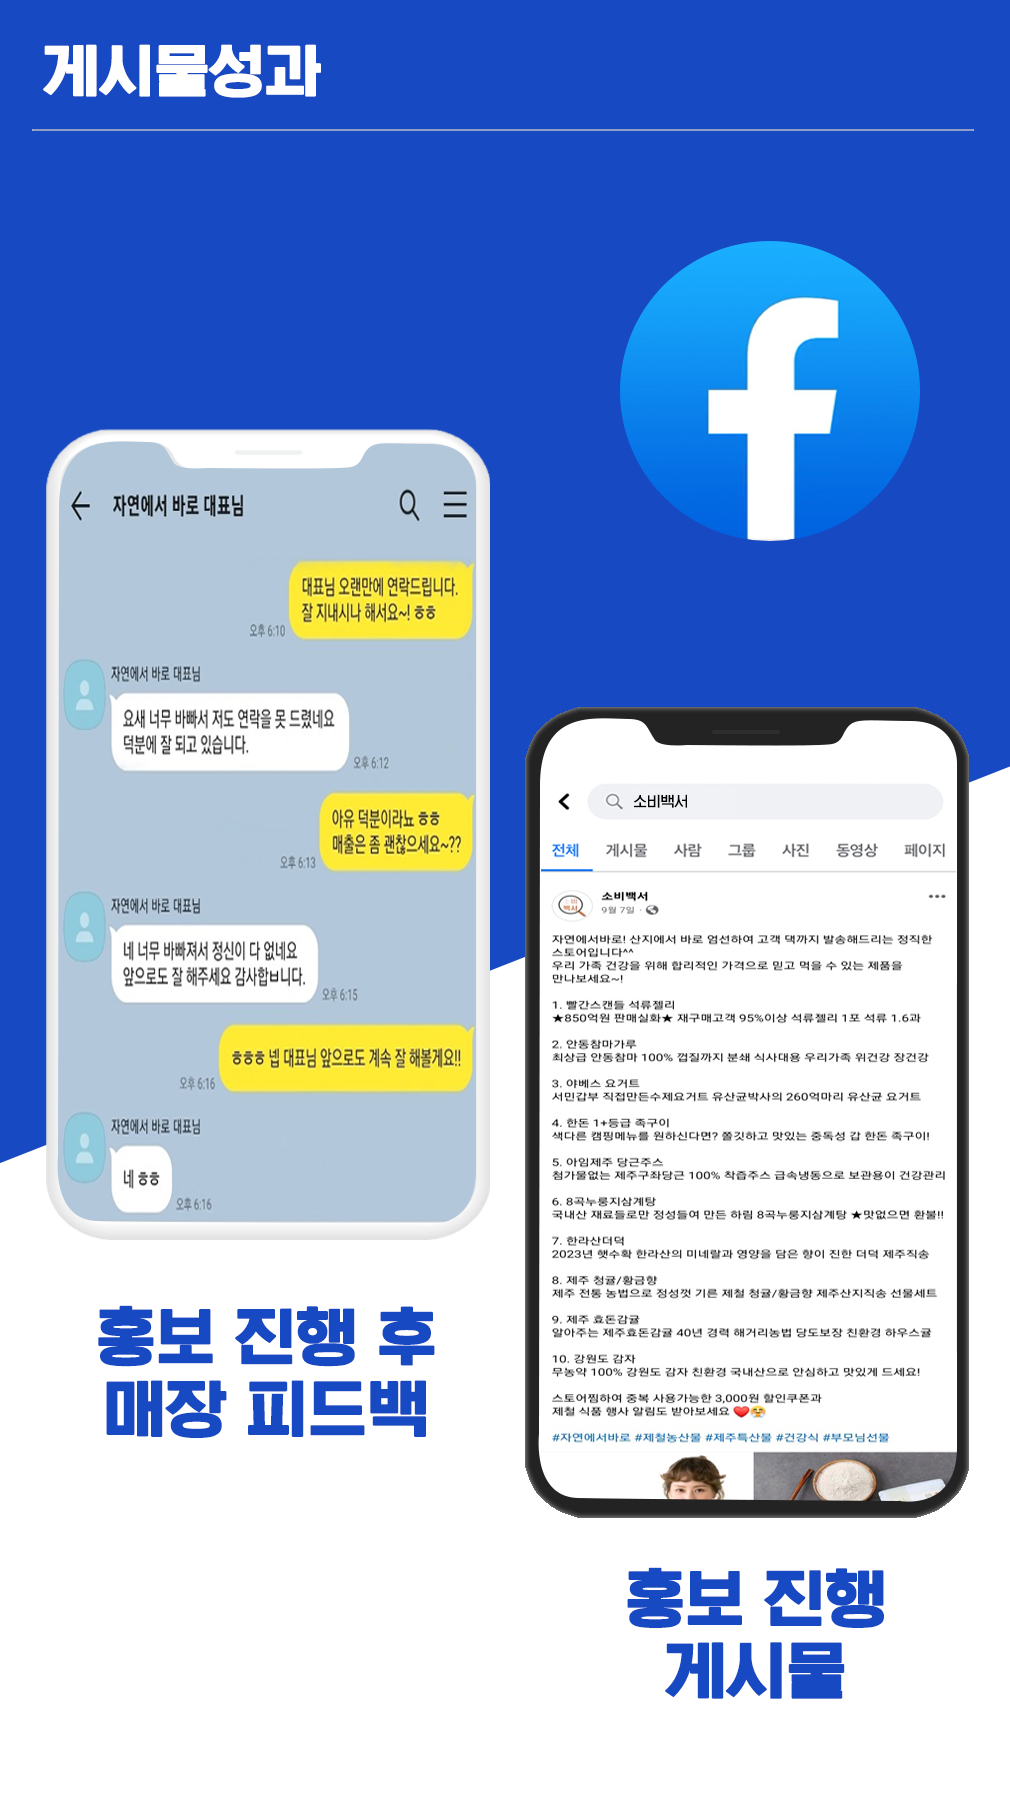 게시물성과
자연에서 바로 대표님
대표님 오랜만에 연락드립니다.
잘 지내시나 해서요~! ㅎㅎ
오후 6:10
자연에서 바로 대표님
요새 너무 바빠서 저도 연락을 못 드렸네요
덕분에 잘 되고 있습니다.
오후 6:12
아유 덕분이라뇨 ㅎㅎ
매출은 좀 괜찮으세요~??
오후 6:13
자연에서 바로 대표님
네 너무 바빠져서 정신이 다 없네요
앞으로도 잘 해주세요 감사합ㅂ니다.
오후 6:15
ㅎㅎㅎ 넵 대표님 앞으로도 계속 잘 해볼게요!!
오후 6:16
자연에서 바로 대표님
네 ㅎㅎ
오후 6:16
홍보 진행 후
매장 피드백
소비백서
전체 게시물 사람 그룹 사진 동영상 페이지
소비백서
소비
백서
9월 7일 ·
자연에서바로! 산지에서 바로 엄선하여 고객 댁까지 발송해드리는 정직한
스토어입니다^^
우리 가족 건강을 위해 합리적인 가격으로 믿고 먹을 수 있는 제품을
만나보세요~!
1. 빨간스캔들 석류젤리
★850억원 판매실화★ 재구매고객 95%이상 석류젤리 1포 석류 1.6과
2. 안동참마가루
최상급 안동참마 100% 껍질까지 분쇄 식사대용 우리가족 위건강 장건강
3. 야베스 요거트
서민갑부 직접만든수제요거트 유산균박사의 260억마리 유산균 요거트
4. 한돈 1+등급 족구이
색다른 캠핑메뉴를 원하신다면? 쫄깃하고 맛있는 중독성 갑 한돈 족구이!
5. 아임제주 당근주스
첨가물없는 제주구좌당근 100% 착즙주스 급속냉동으로 보관용이 건강관리
6. 8곡누룽지삼계탕
국내산 재료들로만 정성들여 만든 하림 8곡누룽지삼계탕 ★맛없으면 환불!!
7. 한라산더덕
2023년 햇수확 한라산의 미네랄과 영양을 담은 향이 진한 더덕 제주직송
8. 제주 청귤/황금향
제주 전통 농법으로 정성껏 기른 제철 청귤/황금향 제주산지직송 선물세트
9. 제주 효돈감귤
알아주는 제주효돈감귤 40년 경력 해거리농법 당도보장 친환경 하우스귤
10. 강원도 감자
무농약 100% 강원도 감자 친환경 국내산으로 안심하고 맛있게 드세요!
스토어찜하여 중복 사용가능한 3,000원 할인쿠폰과
제철 식품 행사 알림도 받아보세요 ❤️😤
#자연에서바로 #제철농산물 #제주특산물 #건강식 #부모님선물
홍보 진행
게시물